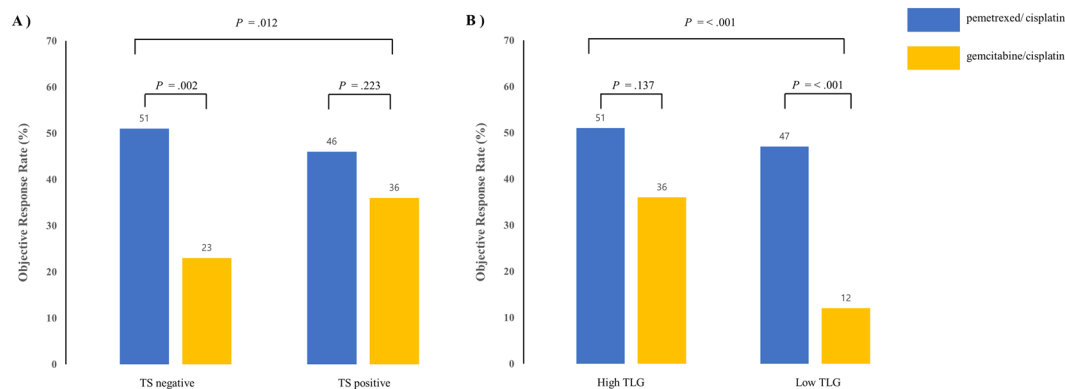 A )
P = .012
70
60
50
40
30
20
10
0
Objective Response Rate (%)
P = .002
P = .223
51
23
46
36
TS negative
TS positive
B )
P = < .001
70
60
50
40
30
20
10
0
Objective Response Rate (%)
P = .137
P = <.001
51
36
47
12
High TLG
Low TLG
pemetrexed/ cisplatin
gemcitabine/cisplatin